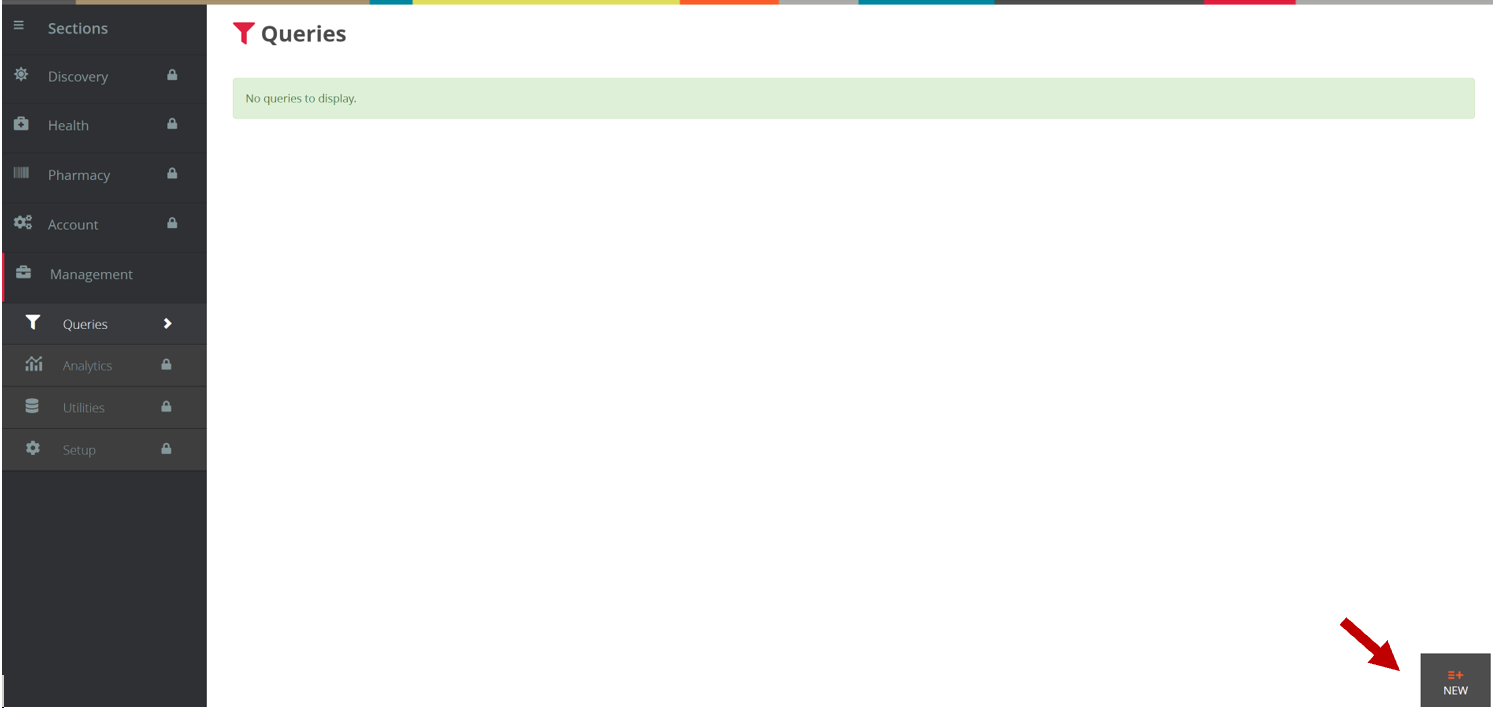 Sections
Discovery
Health
Pharmacy
Account
Management
Queries
Analytics
Utilities
Setup
Queries
No queries to display.
NEW